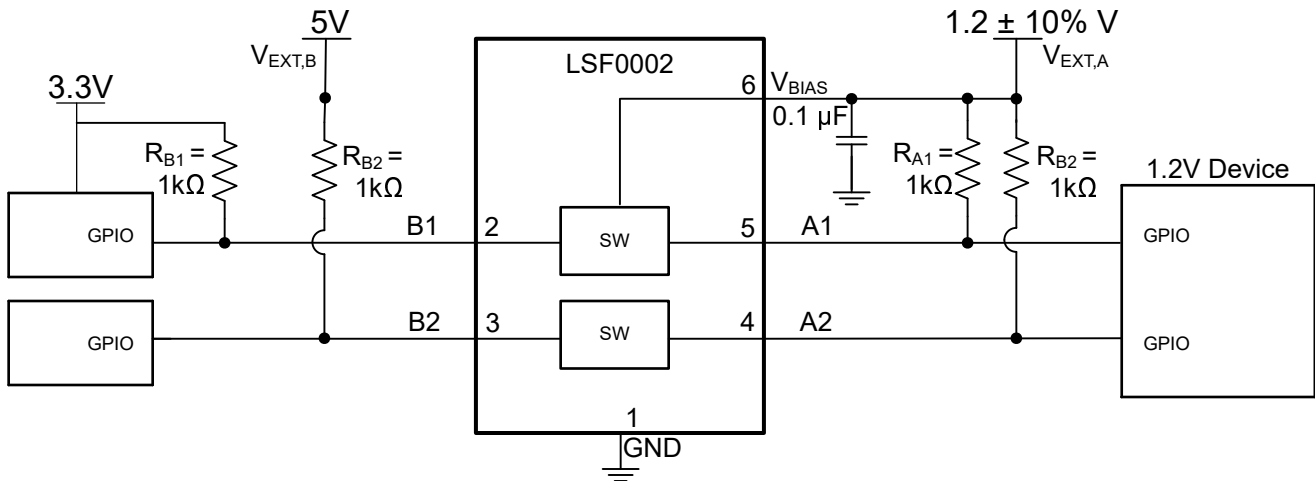 5V
1.2 ± 10% V
V_EXT,B
LSF0002
V_EXT,A
3.3V
6
V_BIAS
0.1 µF
R_B1 =
1kΩ
R_B2 =
1kΩ
R_A1 =
1kΩ
R_B2 =
1kΩ
1.2V Device
GPIO
B1
2
SW
5
A1
GPIO
GPIO
B2
3
SW
4
A2
GPIO
1
GND